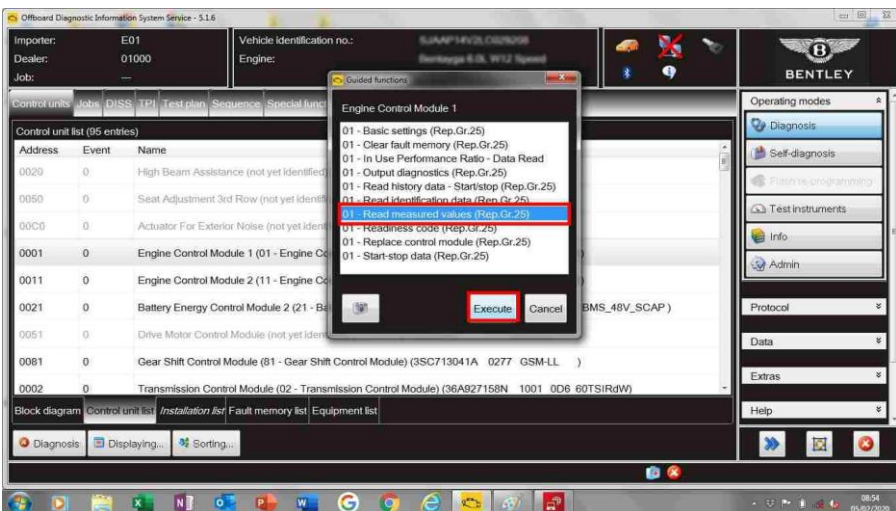 Offboard Diagnostic Information System Service - 5.1.6
Importer: E01
Dealer: 01000
Job: ---
Vehicle identification no.:
Engine:
BENTLEY
Control units Jobs DISS TPI Test plan Sequence Special funct
Control unit list (95 entries)
Address Event Name
0020 0 High Beam Assistance (not yet identified)
0050 0 Seat Adjustment 3rd Row (not yet
00C0 0 Actuator For Exterior Noise (not yet
0001 0 Engine Control Module 1 (01 - Engine
0011 0 Engine Control Module 2 (11 - Engine
0021 0 Battery Energy Control Module 2 (21 - BMS_48V_SCAP )
0051 0 Drive Motor Control Module (not yet
0081 0 Gear Shift Control Module (81 - Gear Shift Control Module) (3SC713041A 0277 GSM-LL )
0002 0 Transmission Control Module (02 - Transmission Control Module) (36A927158N 1001 0D6 60TSIRdW)
Block diagram Control unit list Installation list Fault memory list Equipment list
Diagnosis Displaying... Sorting...
Guided functions
Engine Control Module 1
01 - Basic settings (Rep.Gr.25)
01 - Clear fault memory (Rep.Gr.25)
01 - In Use Performance Ratio - Data Read
01 - Output diagnostics (Rep.Gr.25)
01 - Read history data - Start/stop (Rep.Gr.25)
01 - Read identification data (Rep.Gr.25)
01 - Read measured values (Rep.Gr.25)
01 - Readiness code (Rep.Gr.25)
01 - Replace control module (Rep.Gr.25)
01 - Start-stop data (Rep.Gr.25)
Execute Cancel
Operating modes
Diagnosis
Self-diagnosis
Flash re-programming
Test instruments
Info
Admin
Protocol
Data
Extras
Help
08:54
05/02/2020